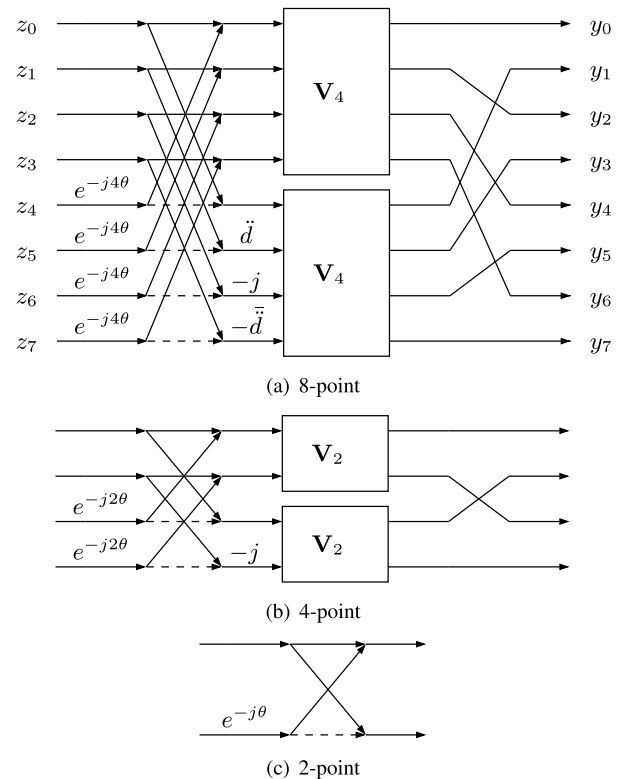 z₀ y₀
z₁ y₁
V₄
z₂ y₂
z₃ y₃
e^{-j4θ}
z₄ y₄
e^{-j4θ} d̈
z₅ y₅
V₄
e^{-j4θ} −j
z₆ y₆
e^{-j4θ} −d̈̄
z₇ y₇
(a) 8-point
V₂
e^{-j2θ}
V₂
e^{-j2θ} −j
(b) 4-point
e^{-jθ}
(c) 2-point